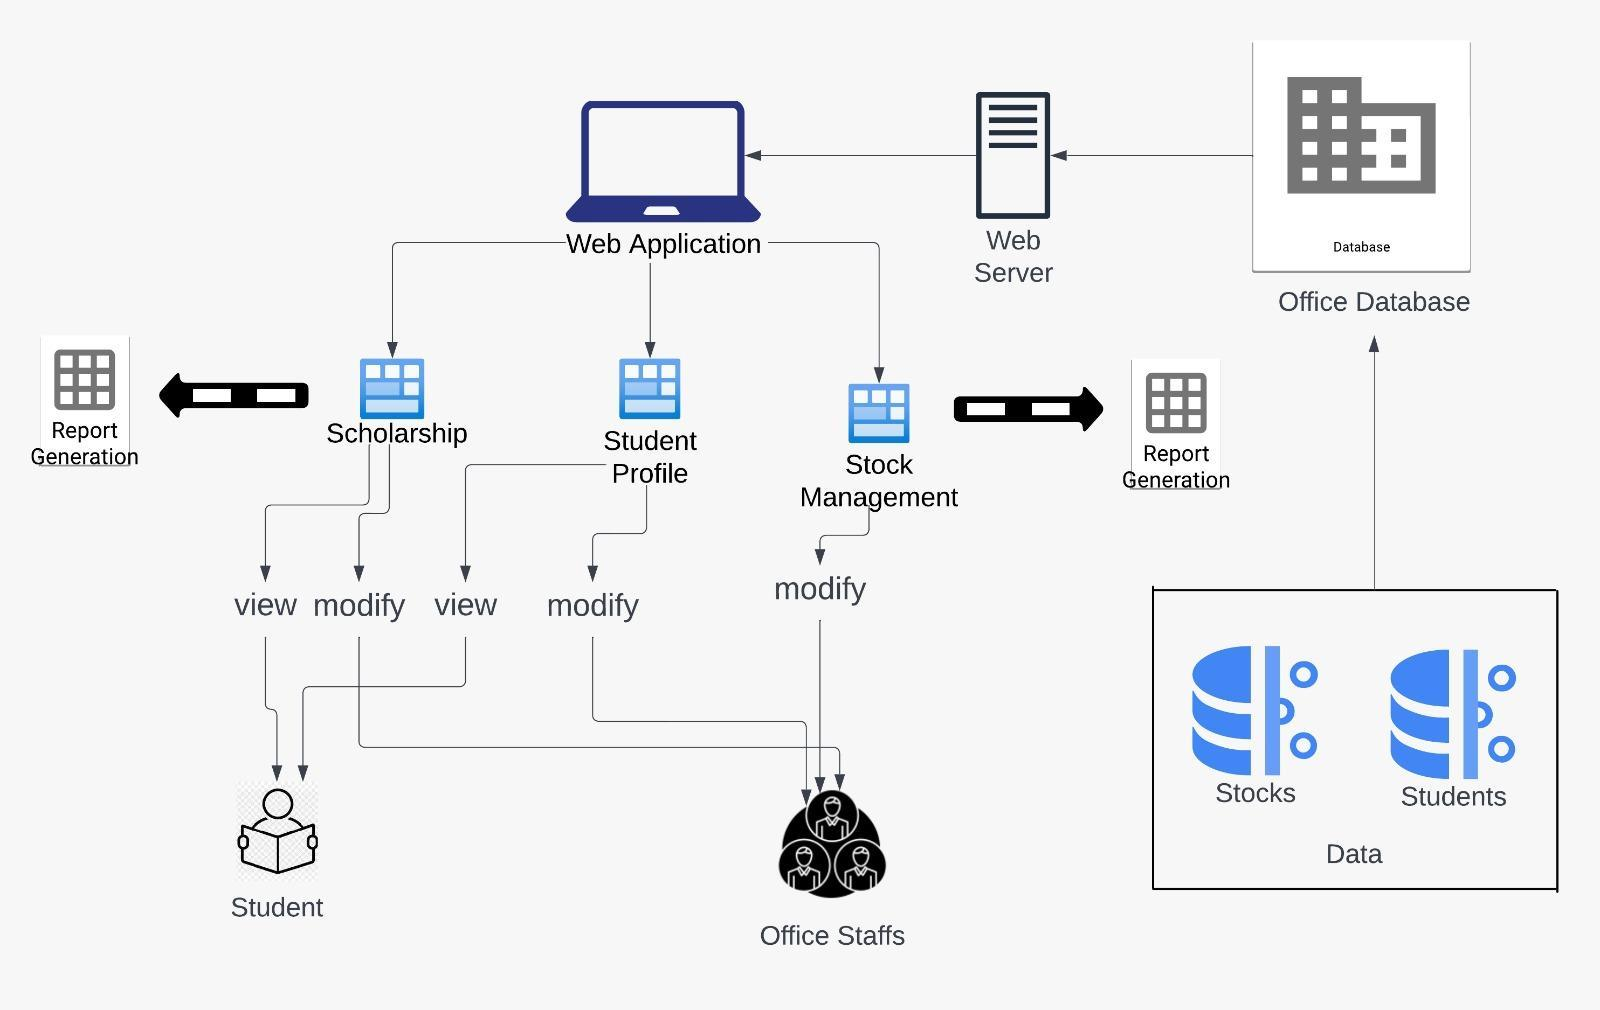 Database
Web Application
Web
Server
Office Database
Report
Generation
Scholarship
Student
Profile
Stock
Management
Report
Generation
view
modify
view
modify
modify
Stocks
Students
Data
Student
Office Staffs